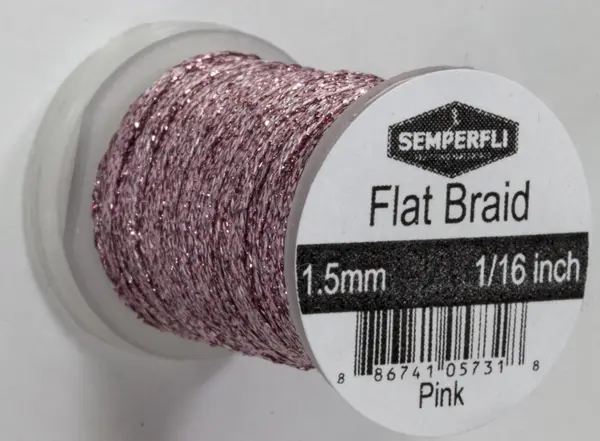 SEMPERFLI
Flat Braid
1.5mm 1/16 inch
8 86741 05731 8
Pink